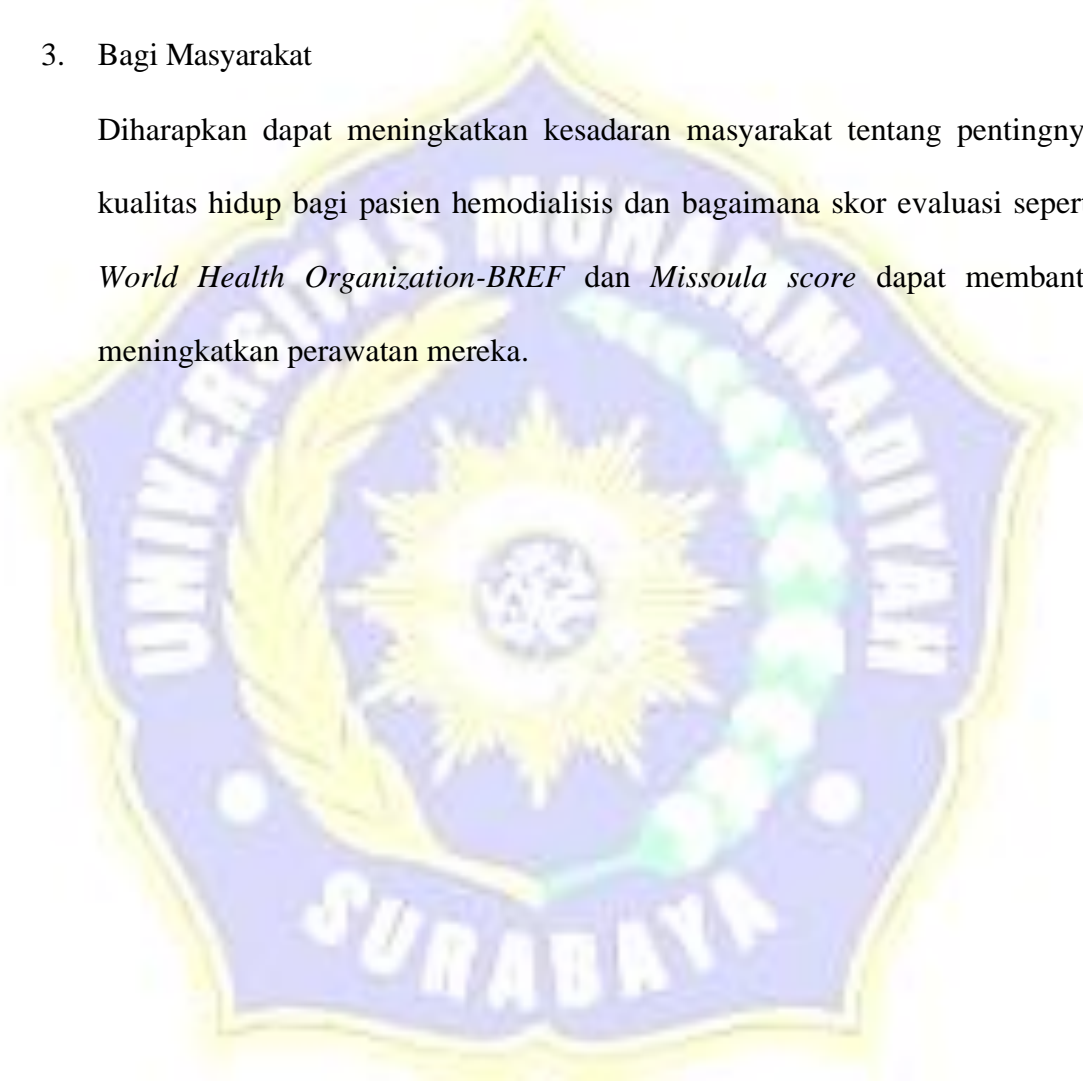 3. Bagi Masyarakat
Diharapkan dapat meningkatkan kesadaran masyarakat tentang pentingny
kualitas hidup bagi pasien hemodialisis dan bagaimana skor evaluasi seper
World Health Organization-BREF dan Missoula score dapat membant
meningkatkan perawatan mereka.
UNIVERSITAS MUHAMMADIYAH
SURABAYA